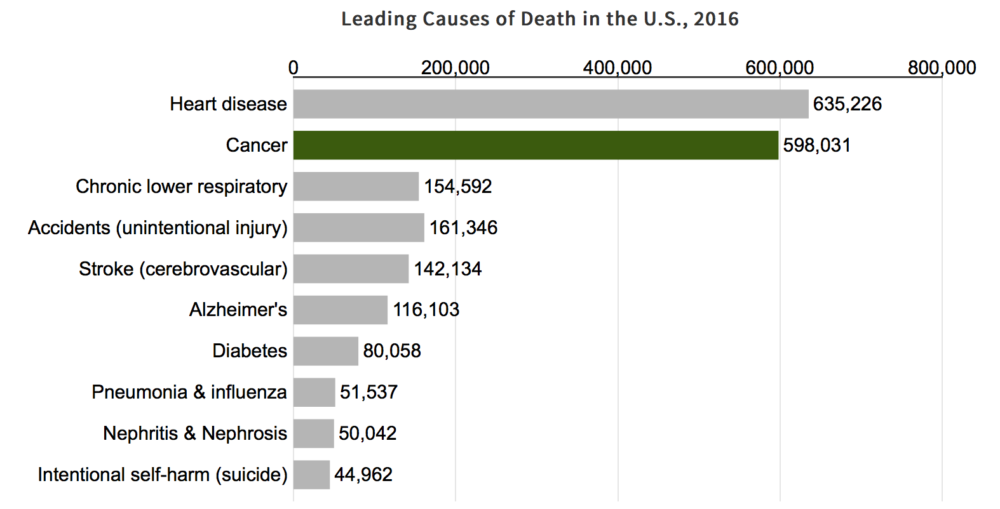 Leading Causes of Death in the U.S., 2016
0 200,000 400,000 600,000 800,000
Heart disease 635,226
Cancer 598,031
Chronic lower respiratory 154,592
Accidents (unintentional injury) 161,346
Stroke (cerebrovascular) 142,134
Alzheimer's 116,103
Diabetes 80,058
Pneumonia & influenza 51,537
Nephritis & Nephrosis 50,042
Intentional self-harm (suicide) 44,962